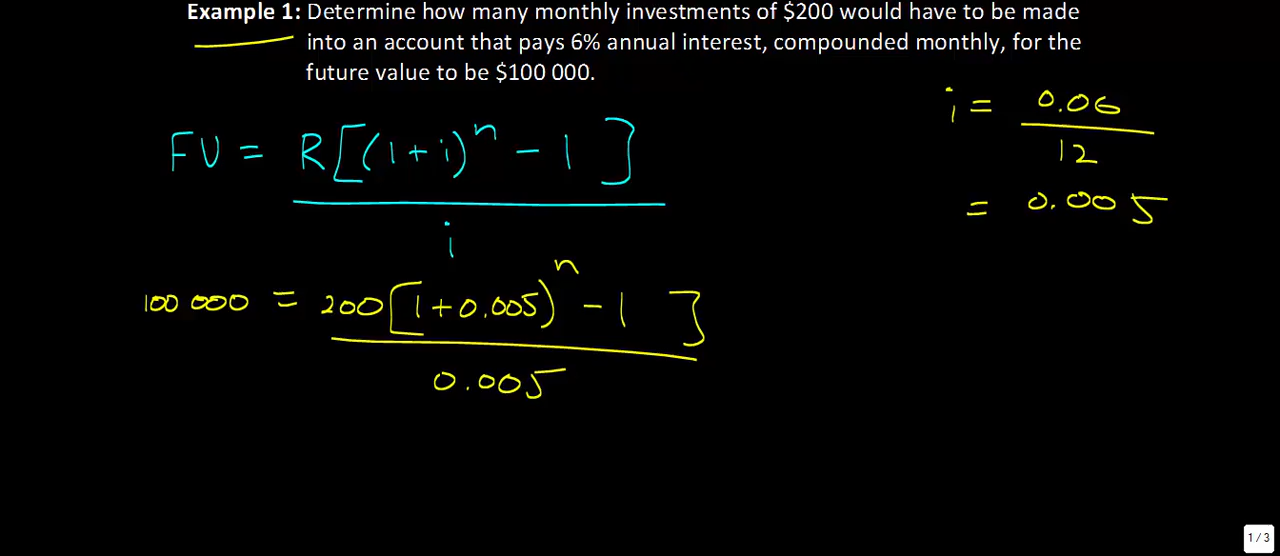 Example 1: Determine how many monthly investments of $200 would have to be made
into an account that pays 6% annual interest, compounded monthly, for the
future value to be $100 000.
i = 0.06
12
= 0.005
FV = R[(1+i)^n - 1]
i
100 000 = 200[1+0.005)^n - 1]
0.005
1 / 3